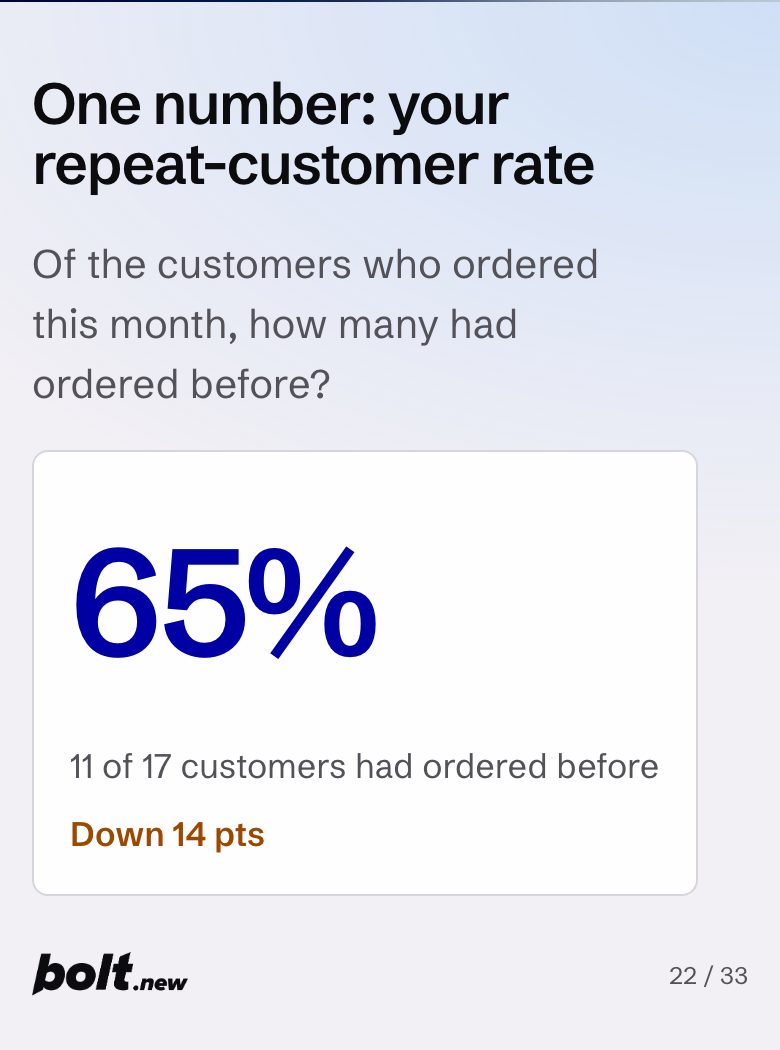 One number: your
repeat-customer rate
Of the customers who ordered
this month, how many had
ordered before?
65%
11 of 17 customers had ordered before
Down 14 pts
bolt.new
22 / 33